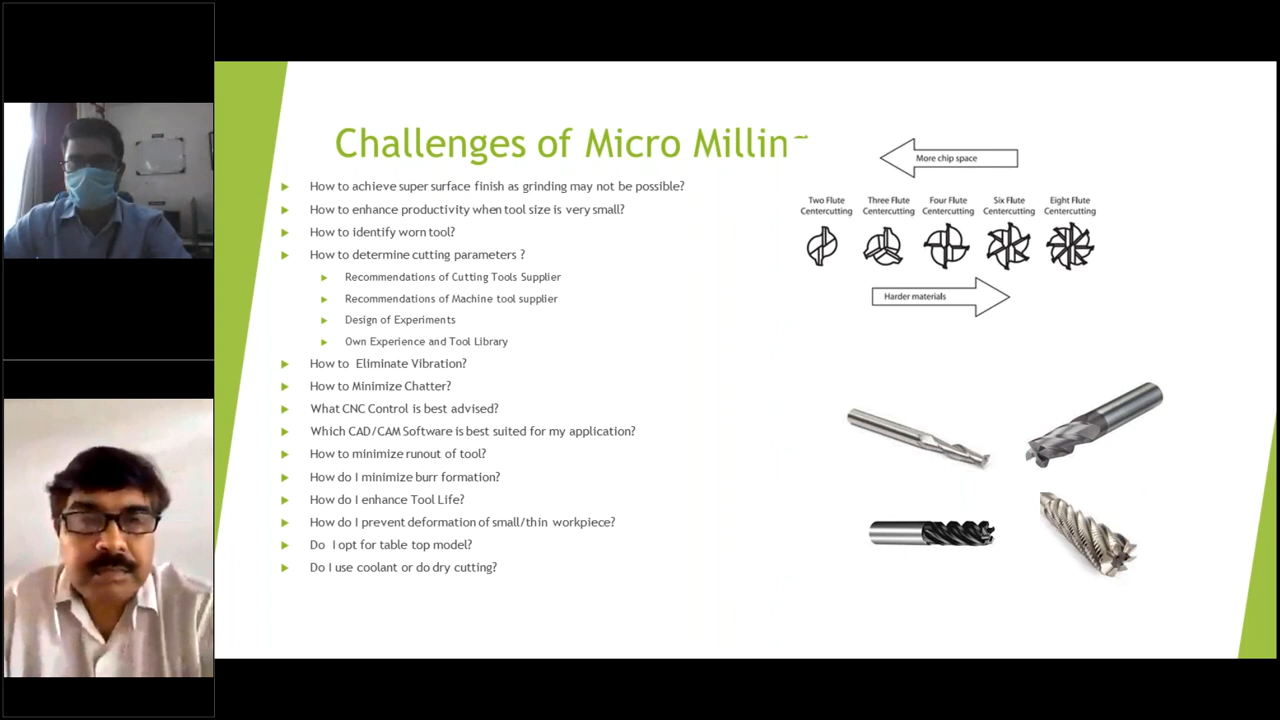 Challenges of Micro Millin
How to achieve super surface finish as grinding may not be possible?
How to enhance productivity when tool size is very small?
How to identify worn tool?
How to determine cutting parameters ?
Recommendations of Cutting Tools Supplier
Recommendations of Machine tool supplier
Design of Experiments
Own Experience and Tool Library
How to Eliminate Vibration?
How to Minimize Chatter?
What CNC Control is best advised?
Which CAD/CAM Software is best suited for my application?
How to minimize runout of tool?
How do I minimize burr formation?
How do I enhance Tool Life?
How do I prevent deformation of small/thin workpiece?
Do I opt for table top model?
Do I use coolant or do dry cutting?
More chip space
Two Flute Three Flute Four Flute Six Flute Eight Flute
Centercutting Centercutting Centercutting Centercutting Centercutting
Harder materials